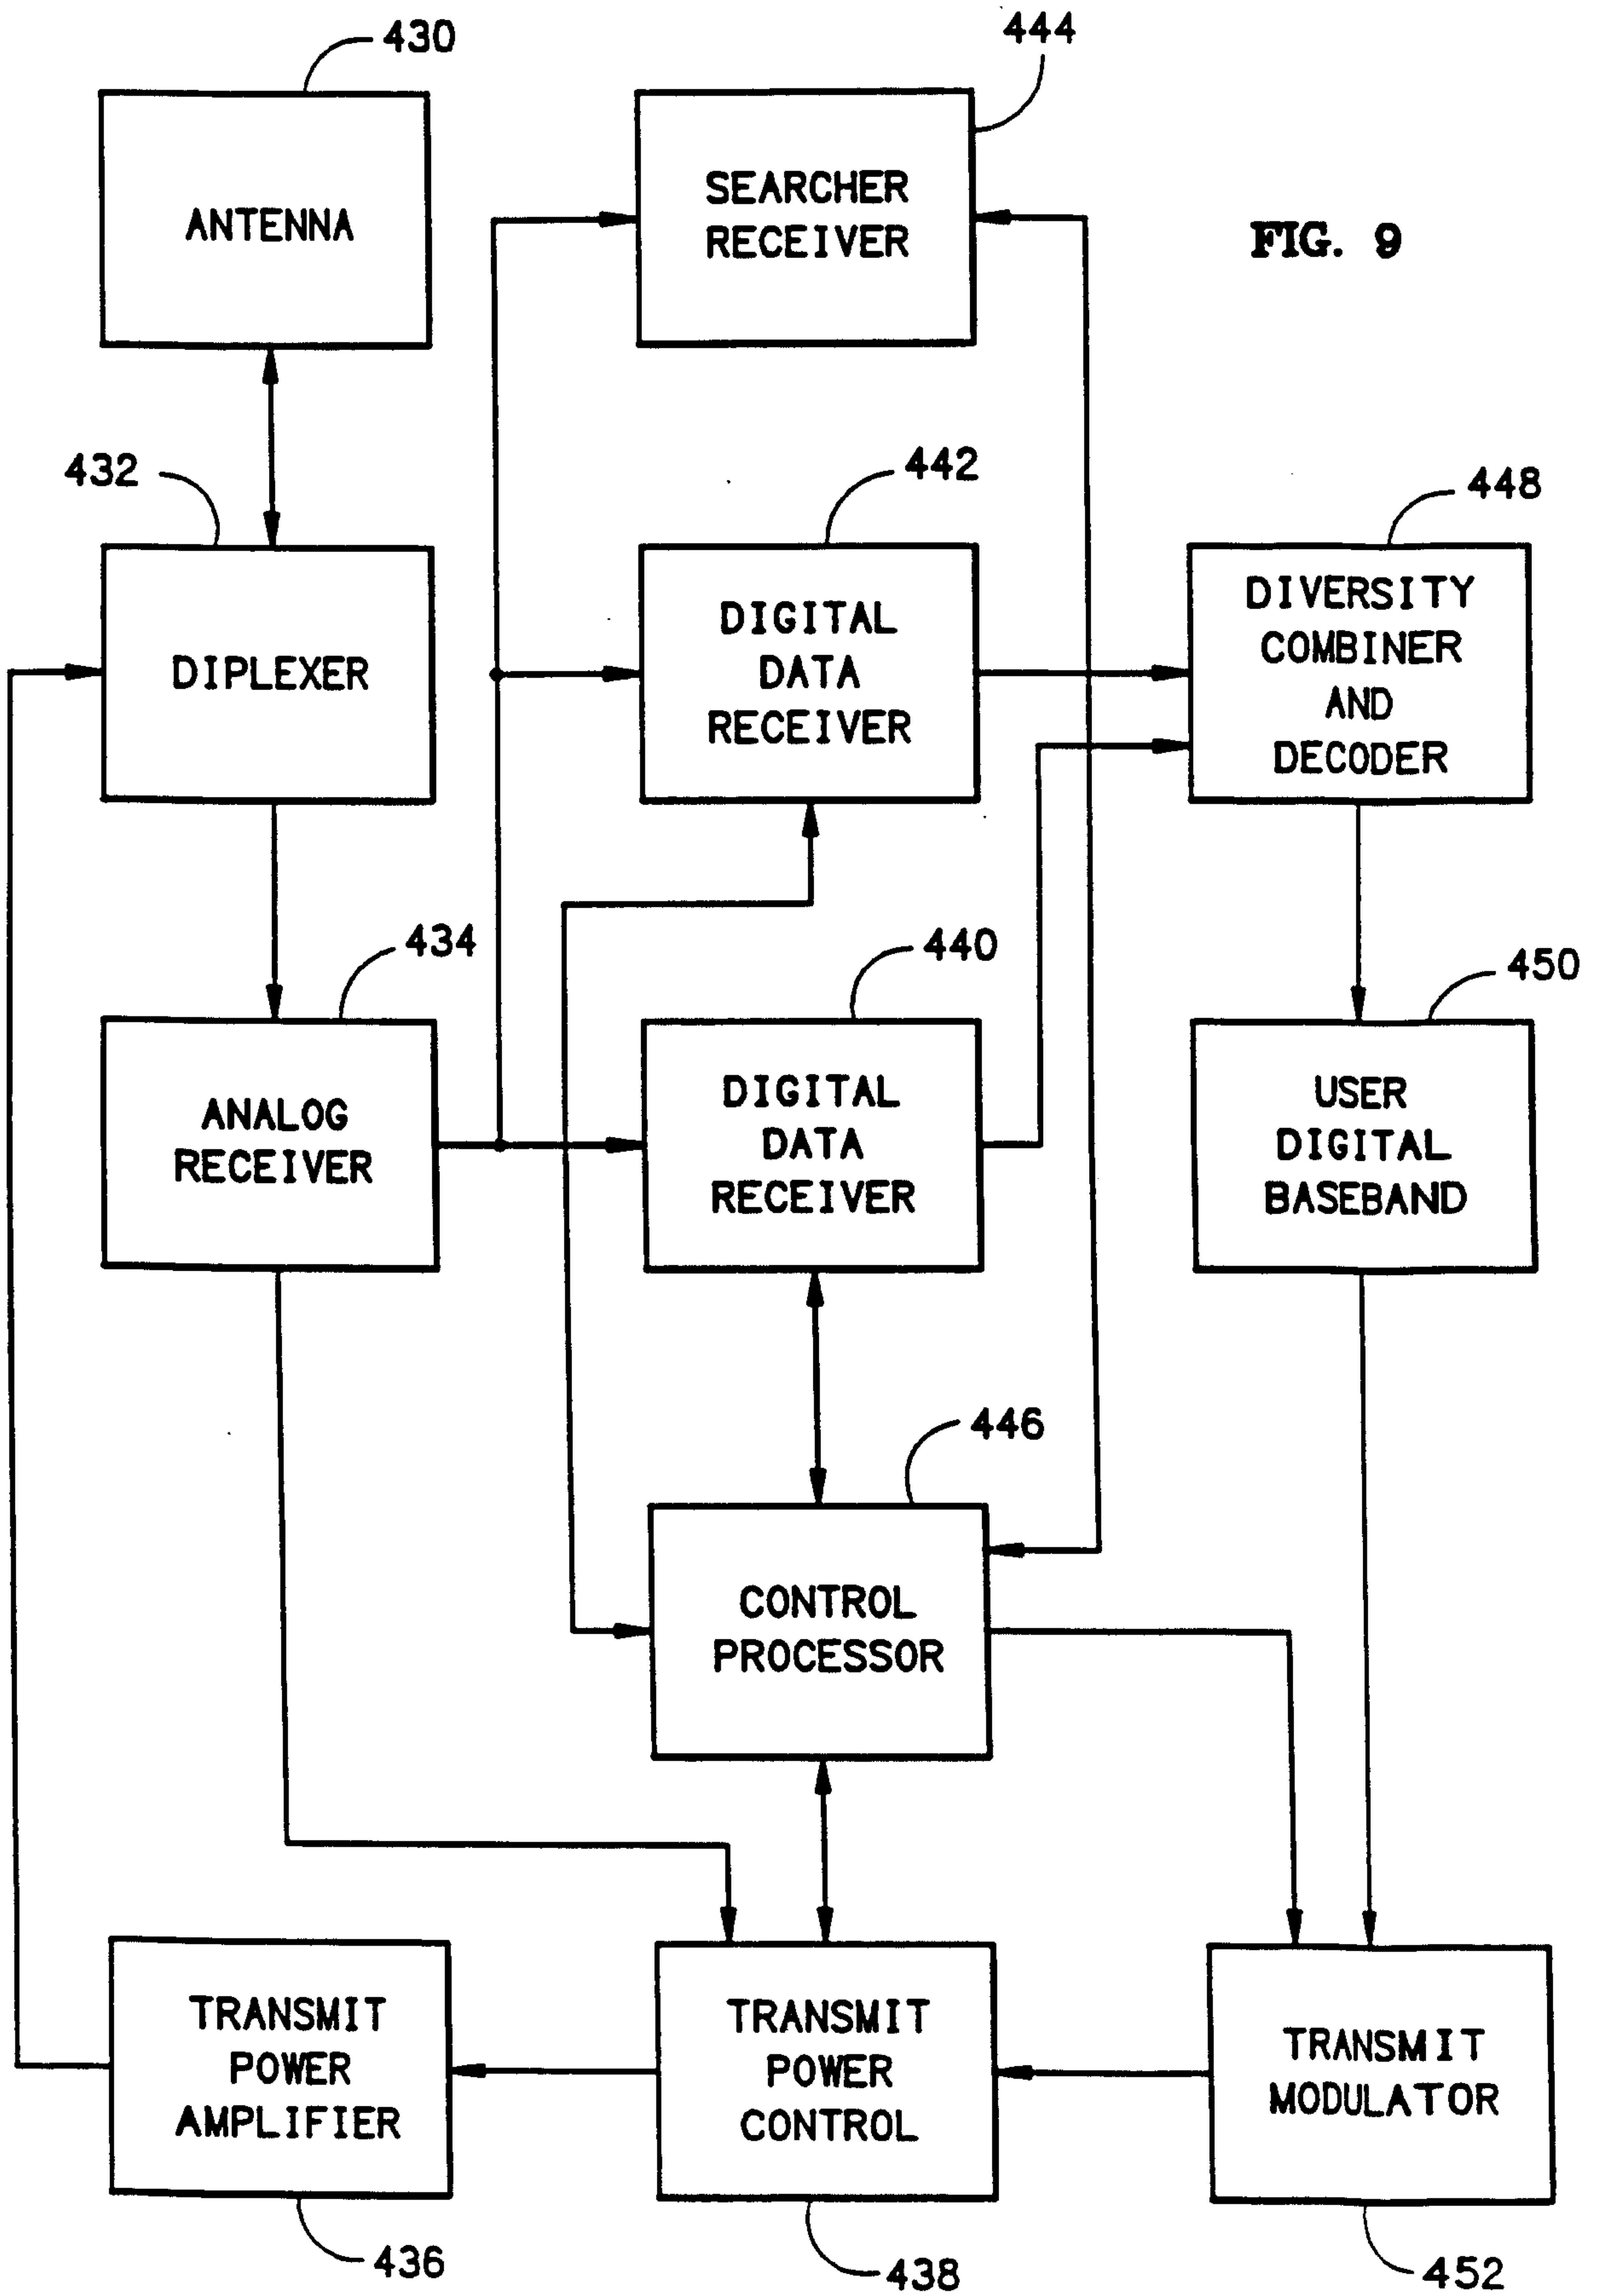 430
444
ANTENNA
SEARCHER
RECEIVER
FIG. 9
432
442
448
DIPLEXER
DIGITAL
DATA
RECEIVER
DIVERSITY
COMBINER
AND
DECODER
434
440
450
ANALOG
RECEIVER
DIGITAL
DATA
RECEIVER
USER
DIGITAL
BASEBAND
446
CONTROL
PROCESSOR
TRANSMIT
POWER
AMPLIFIER
TRANSMIT
POWER
CONTROL
TRANSMIT
MODULATOR
436
438
452